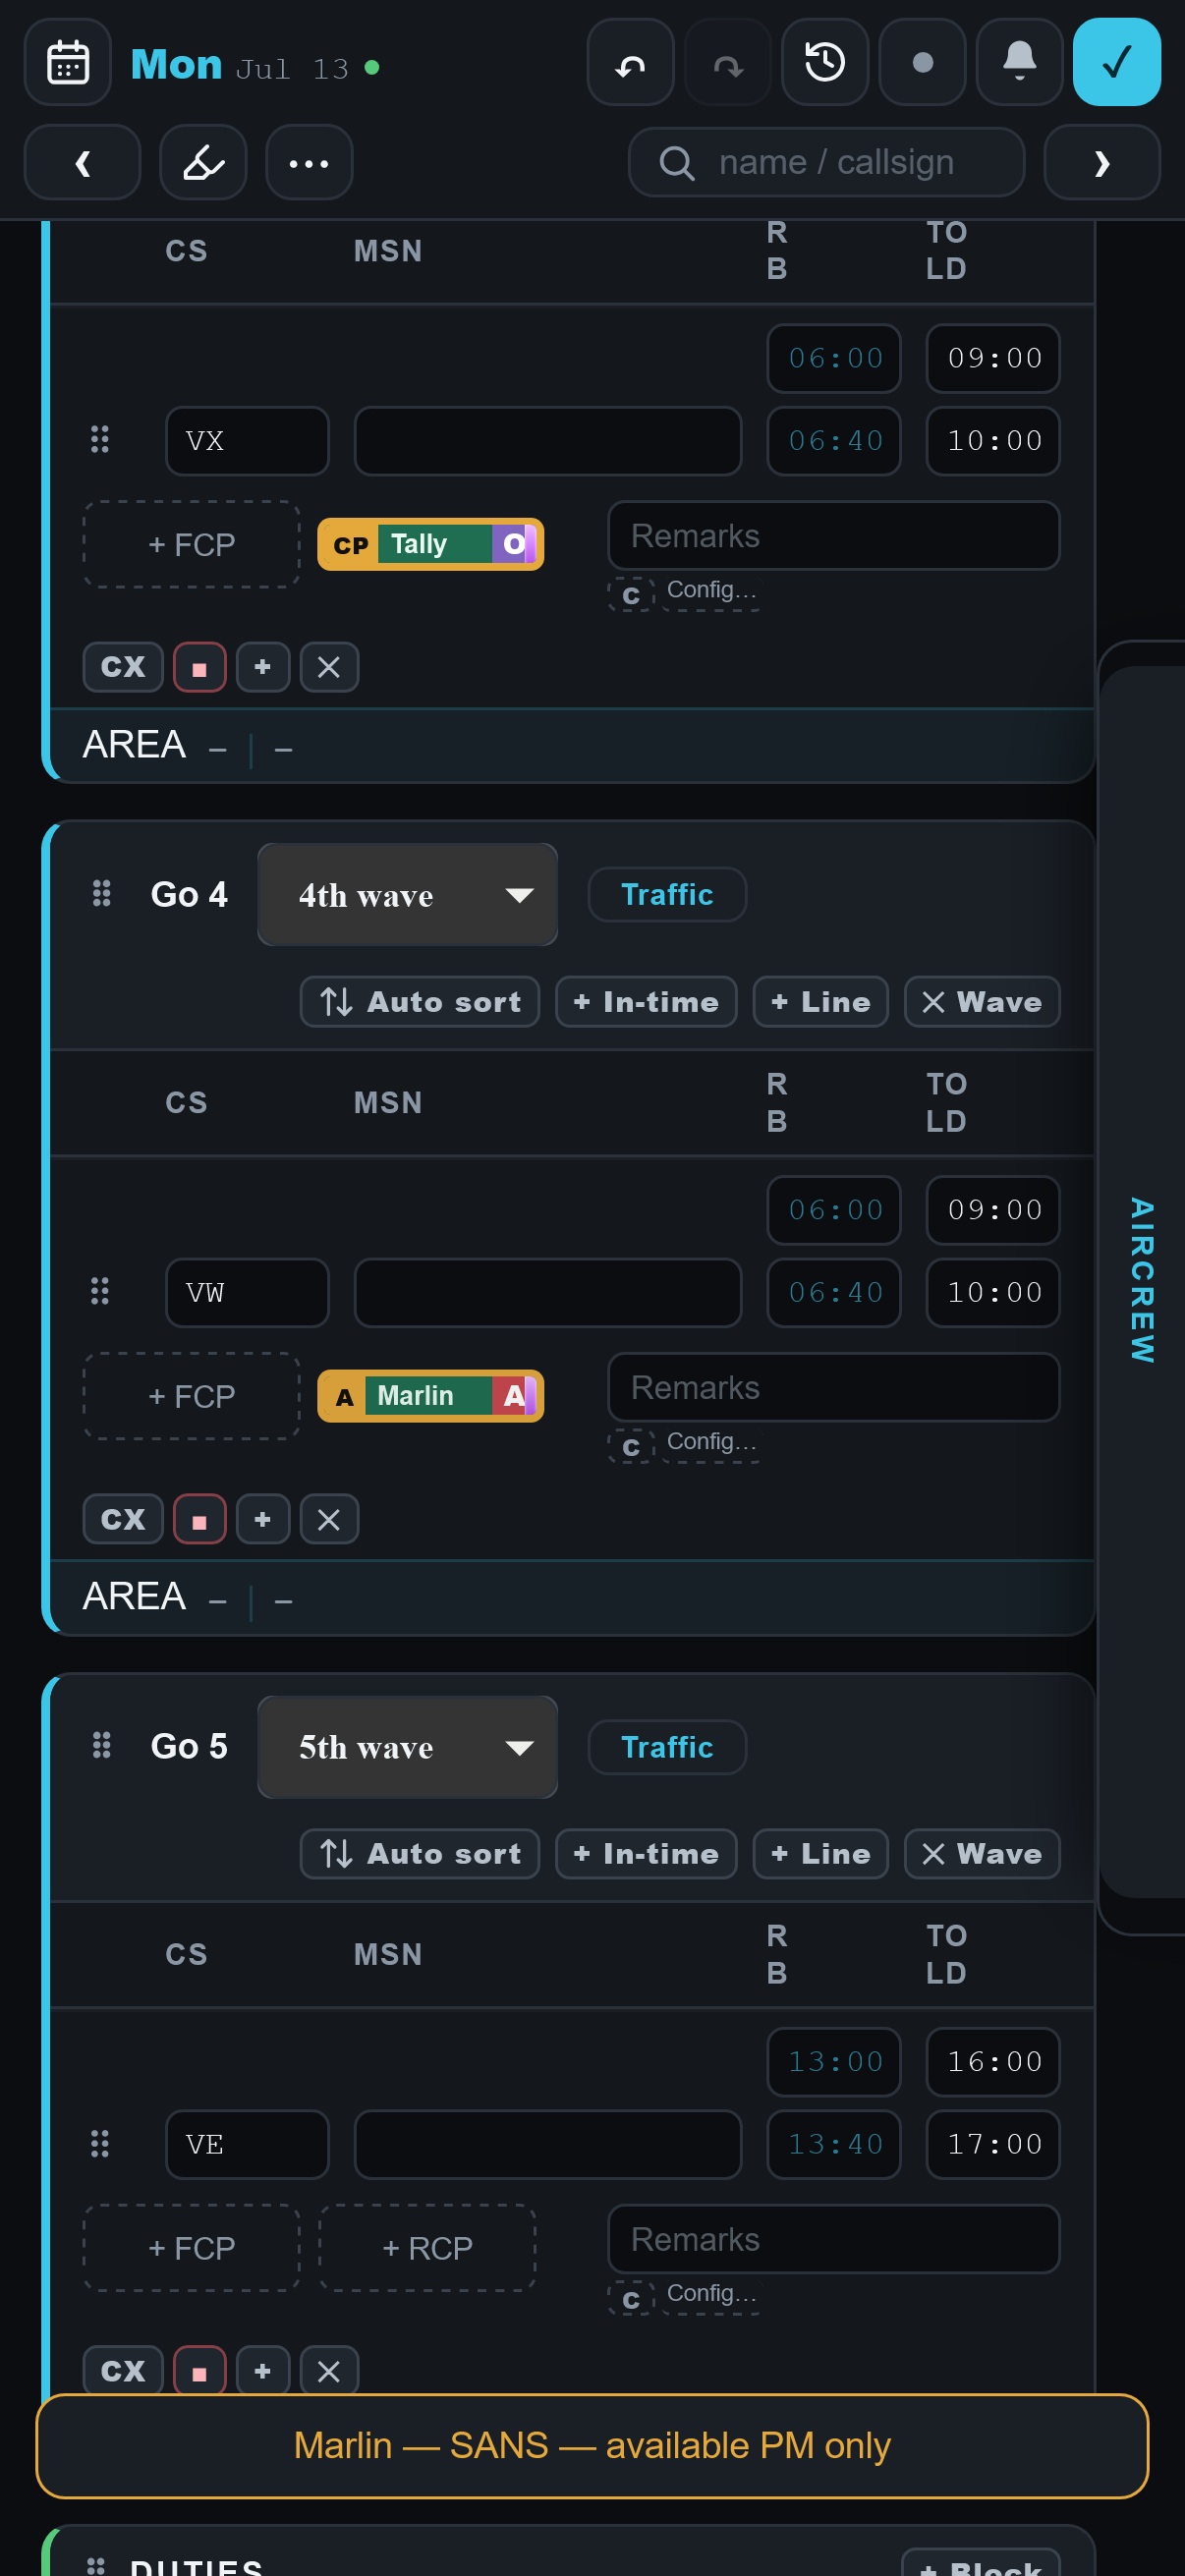 Mon Jul 13
name / callsign
CS MSN R TO
B LD
06:00 09:00
VX 06:40 10:00
+ FCP CP Tally O Remarks
C Config...
CX + ×
AREA – | –
Go 4 4th wave Traffic
Auto sort + In-time + Line × Wave
CS MSN R TO
B LD
06:00 09:00
VW 06:40 10:00
+ FCP A Marlin A Remarks
C Config...
CX + ×
AREA – | –
AIRCREW
Go 5 5th wave Traffic
Auto sort + In-time + Line × Wave
CS MSN R TO
B LD
13:00 16:00
VE 13:40 17:00
+ FCP + RCP Remarks
C Config...
CX + ×
Marlin — SANS — available PM only
DUTIES + Block